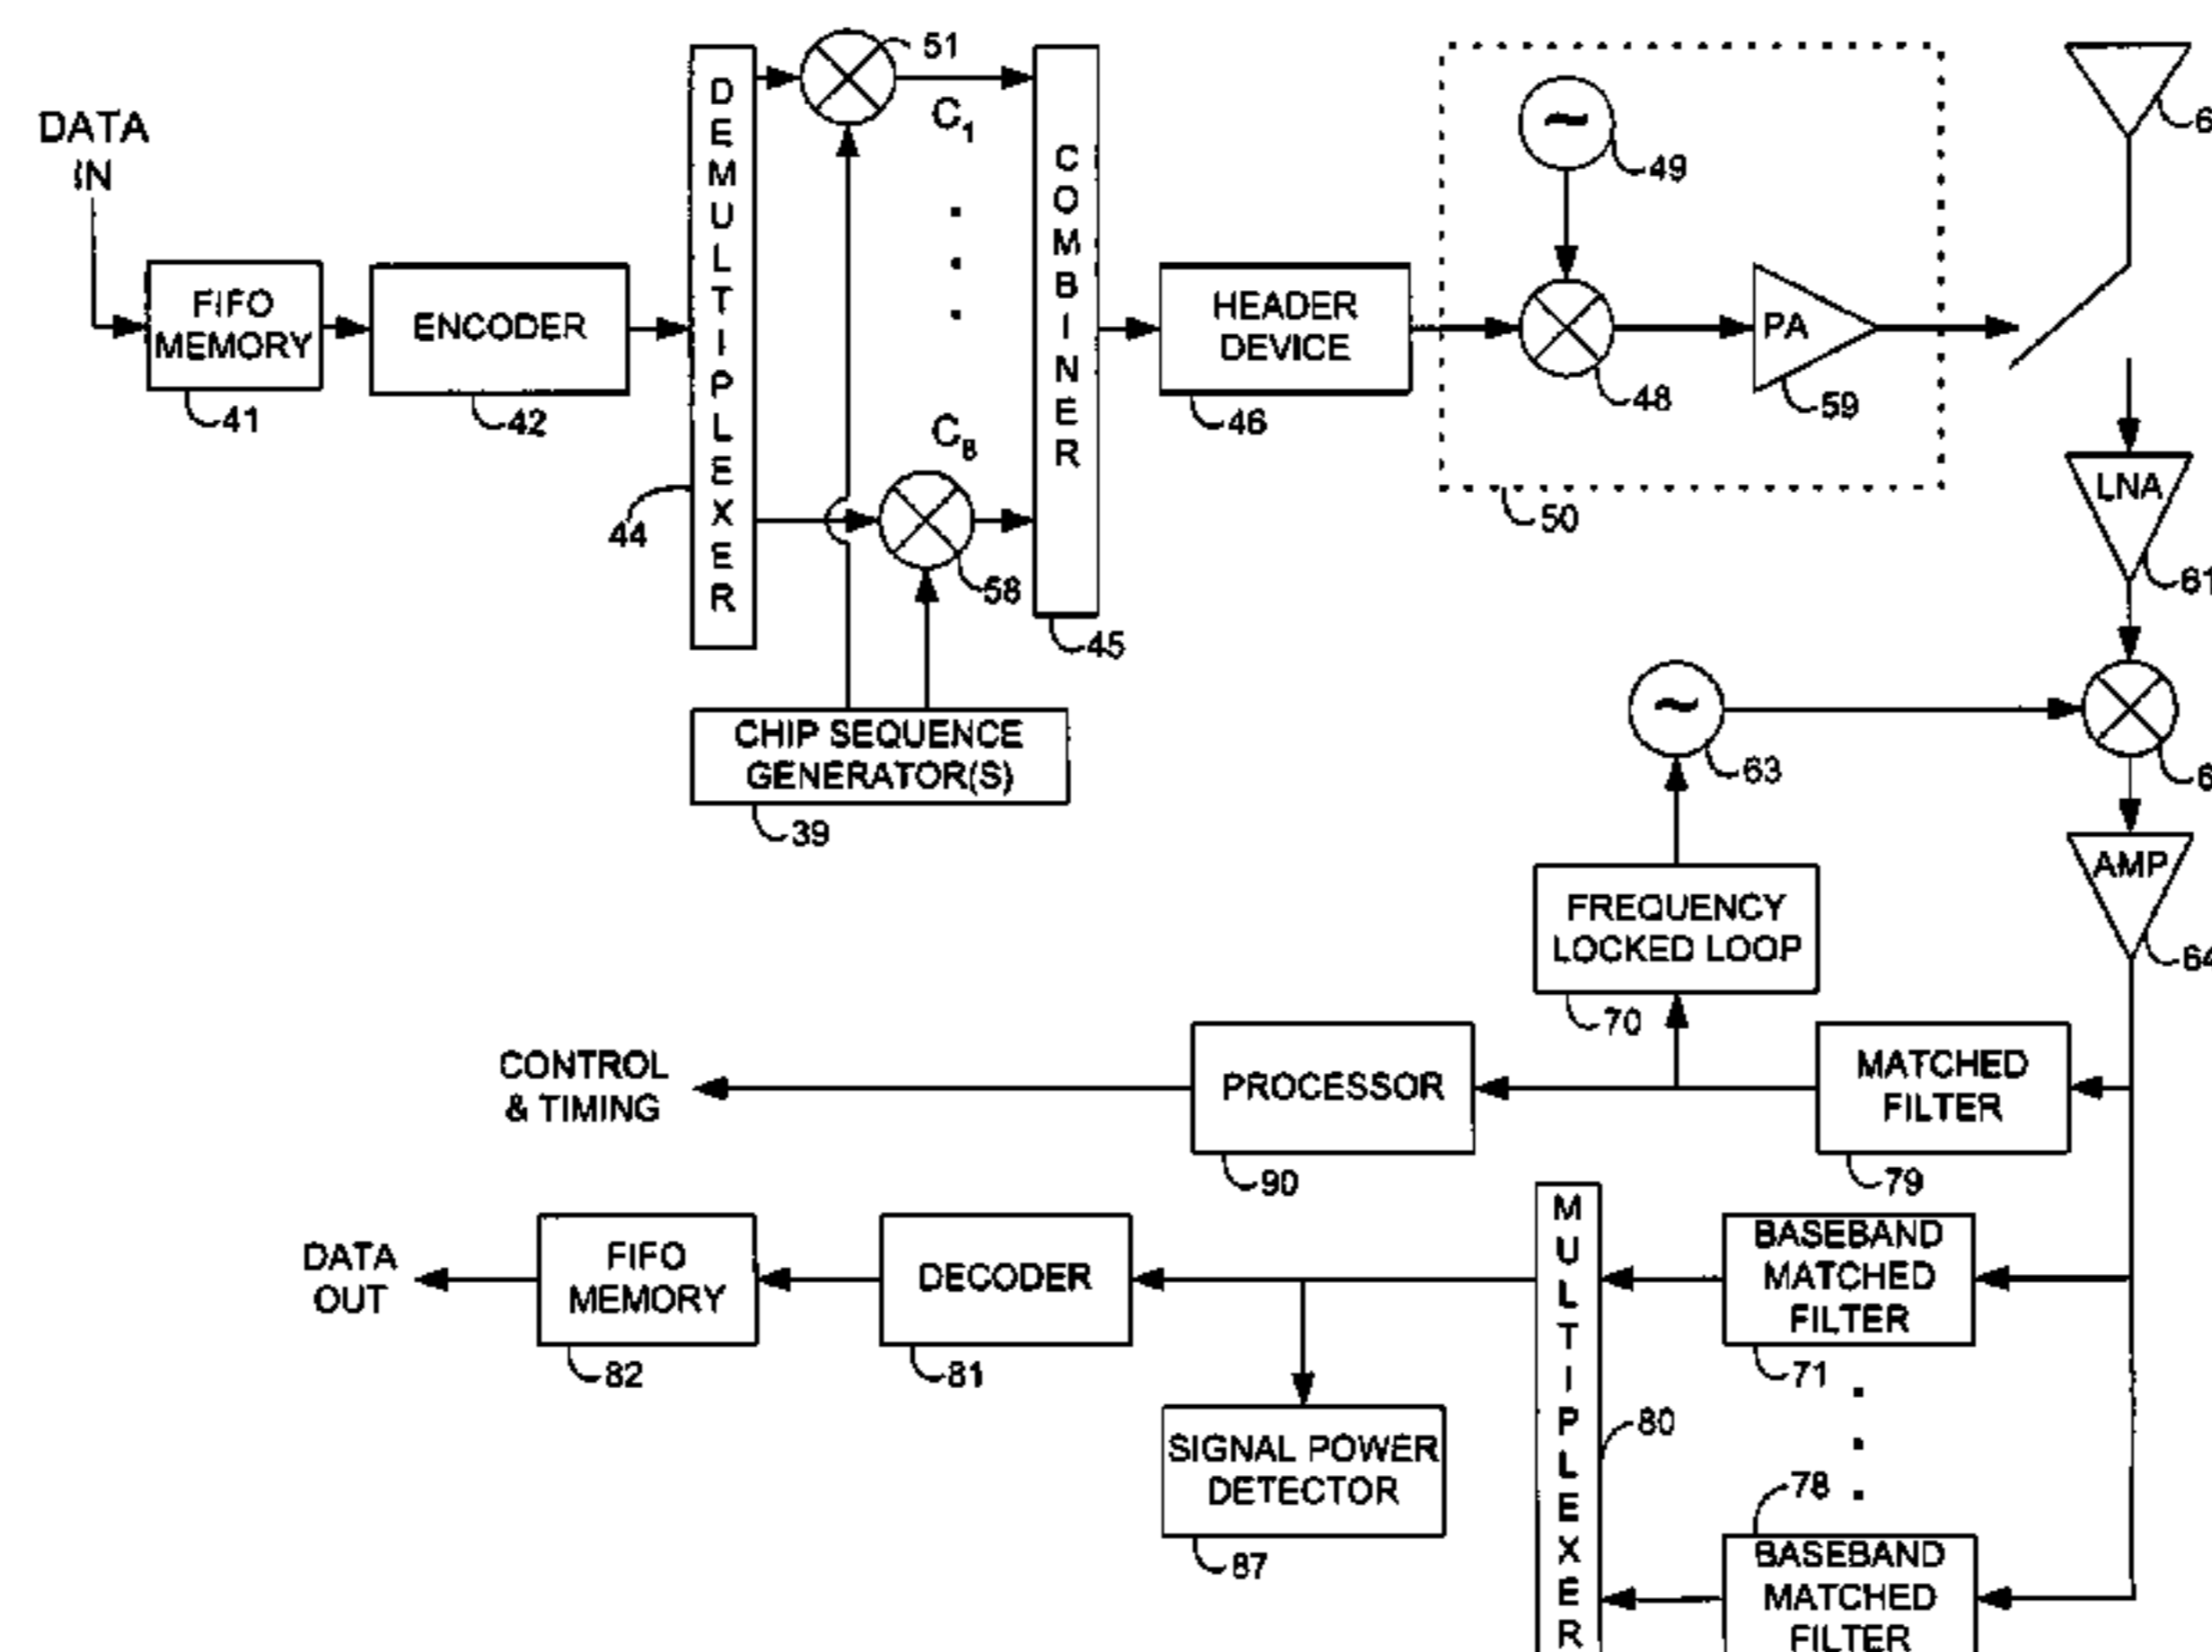 DATA
IN
FIFO
MEMORY
41
ENCODER
42
DEMULTIPLEXER
44
51
C1
C8
58
COMBINER
45
CHIP SEQUENCE
GENERATOR(S)
39
HEADER
DEVICE
46
~
49
48
PA
59
50
LNA
61
~
63
AMP
64
FREQUENCY
LOCKED LOOP
70
CONTROL
& TIMING
PROCESSOR
90
MATCHED
FILTER
79
DATA
OUT
FIFO
MEMORY
82
DECODER
81
SIGNAL POWER
DETECTOR
87
MULTIPLEXER
80
BASEBAND
MATCHED
FILTER
71
78
BASEBAND
MATCHED
FILTER